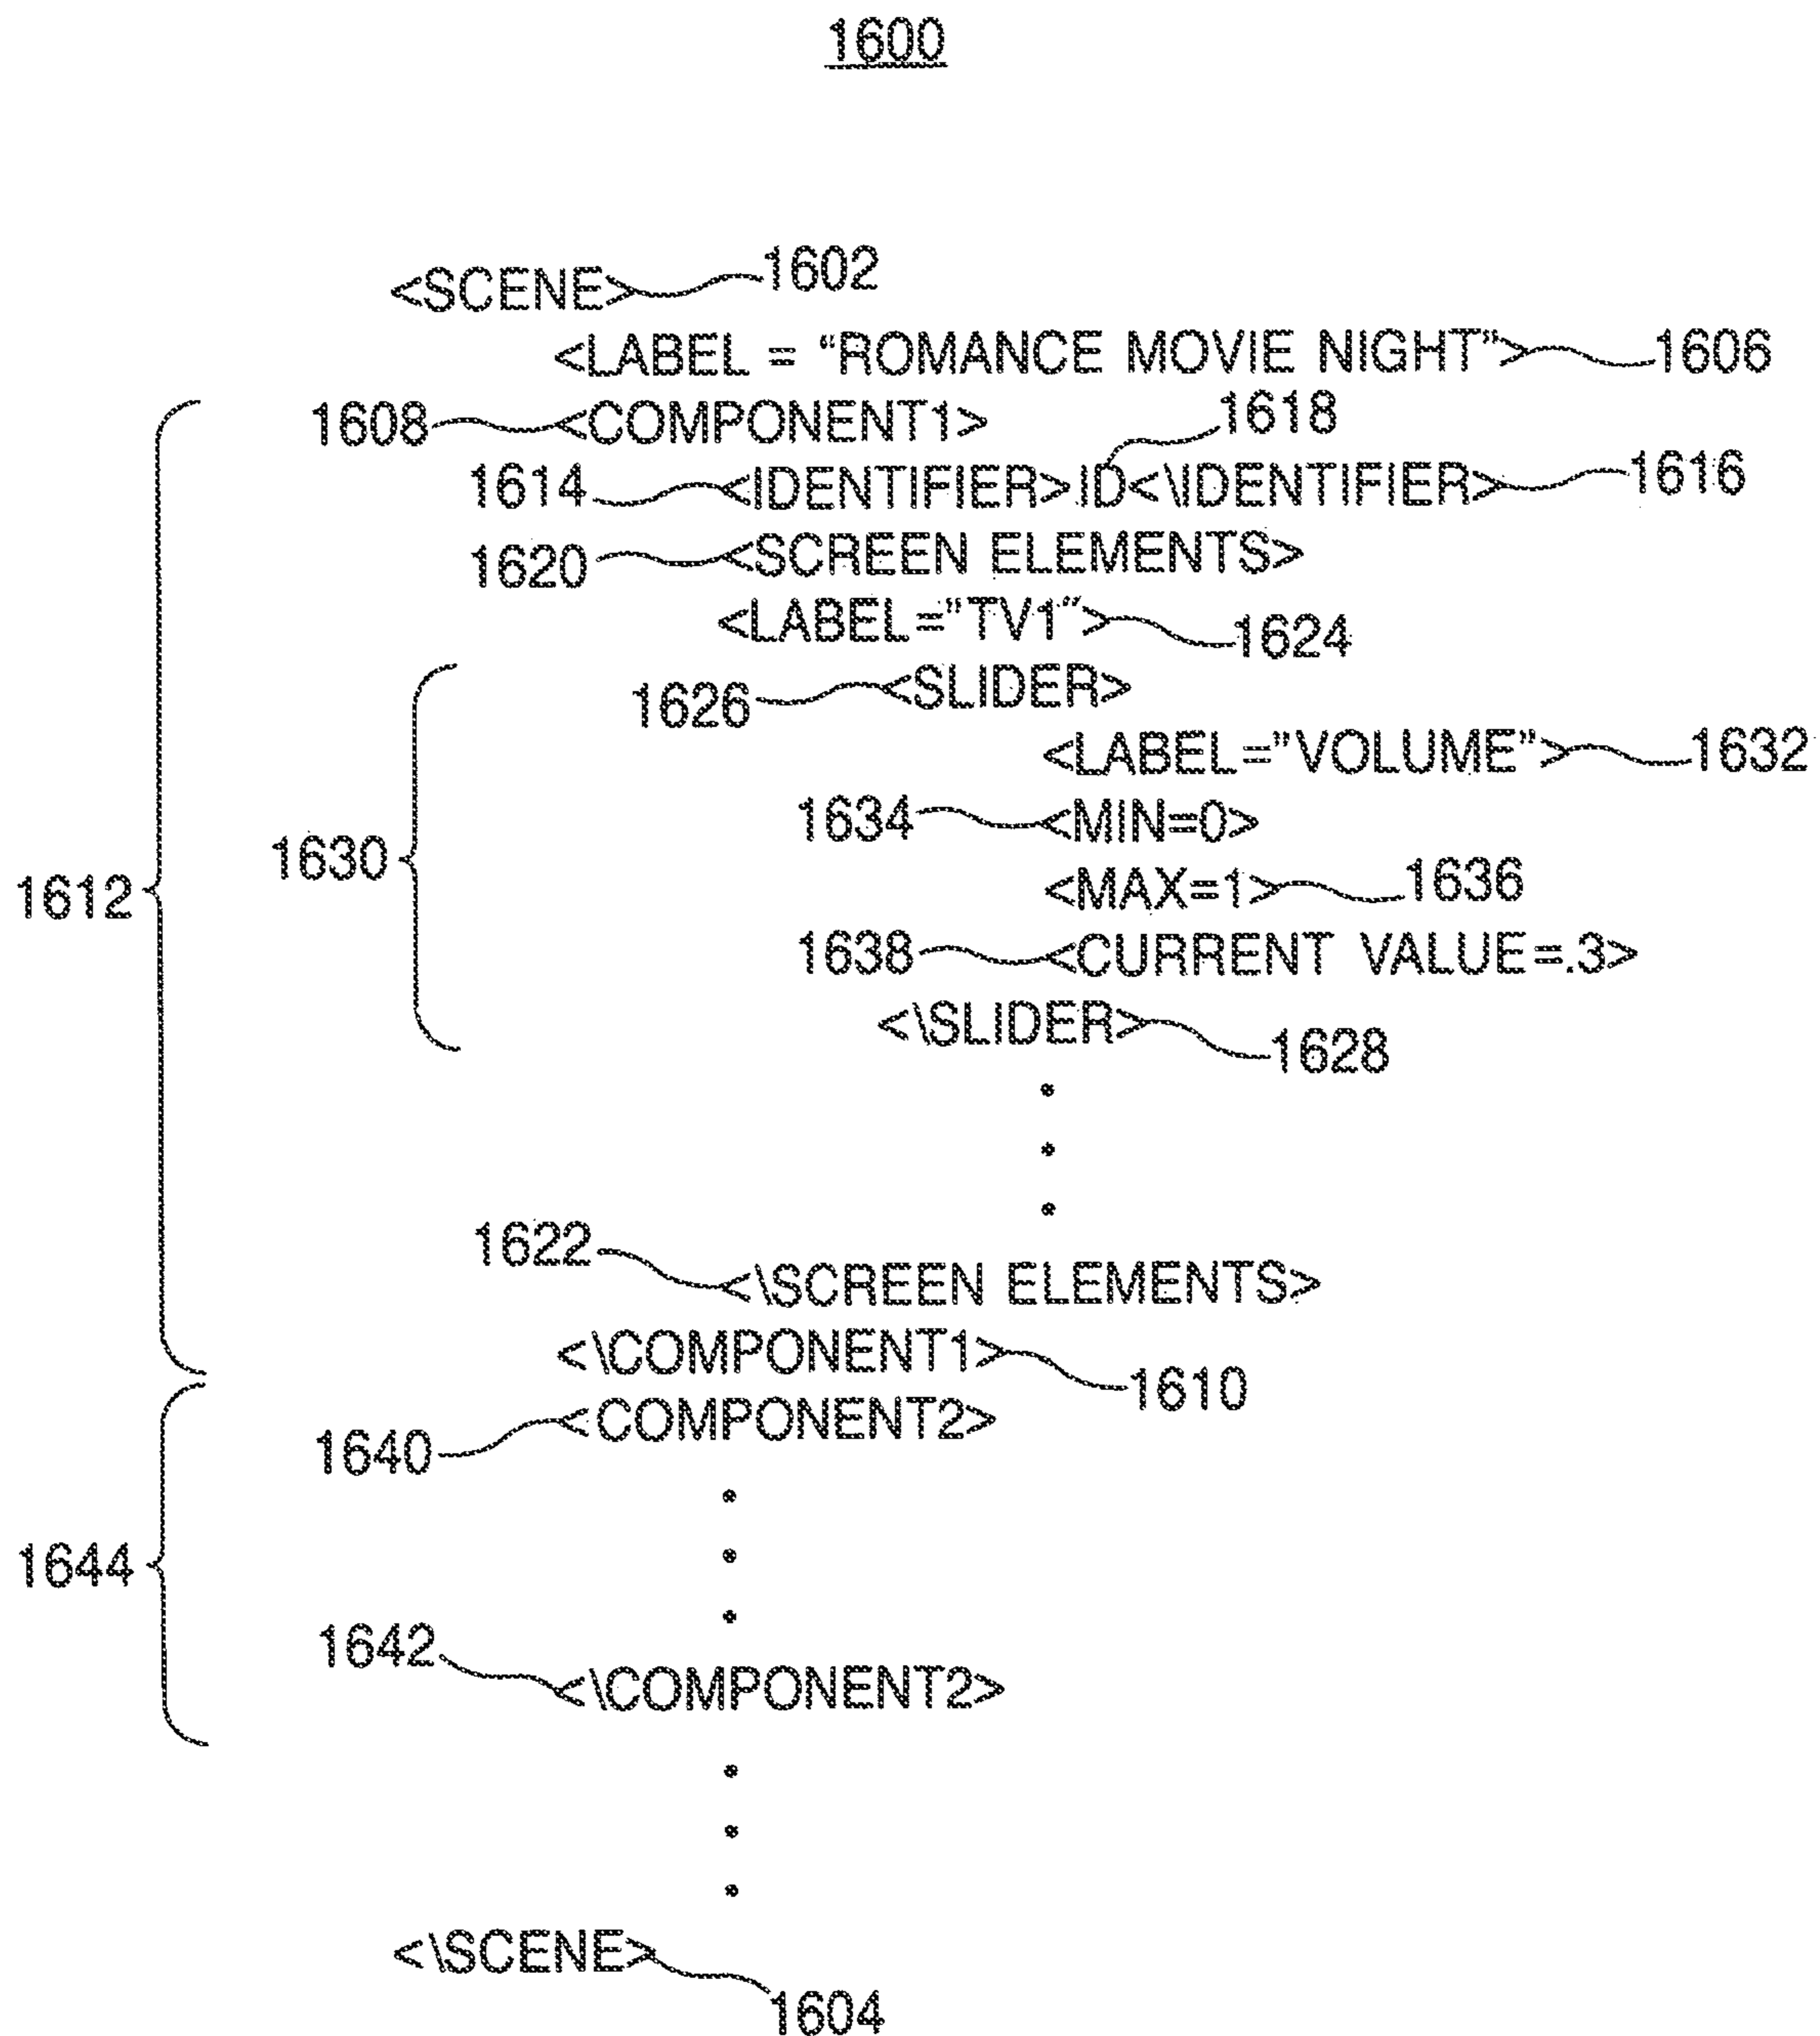 1600
<SCENE> 1602
<LABEL = “ROMANCE MOVIE NIGHT”> 1606
1608 <COMPONENT1> 1618
1614 <IDENTIFIER>ID<\IDENTIFIER> 1616
1620 <SCREEN ELEMENTS>
<LABEL=”TV1”> 1624
1626 <SLIDER>
<LABEL=”VOLUME”> 1632
1634 <MIN=0>
1630
1612 <MAX=1> 1636
1638 <CURRENT VALUE=.3>
<\SLIDER> 1628
1622 <\SCREEN ELEMENTS>
<\COMPONENT1> 1610
1640 <COMPONENT2>
1644
1642 <\COMPONENT2>
<\SCENE> 1604